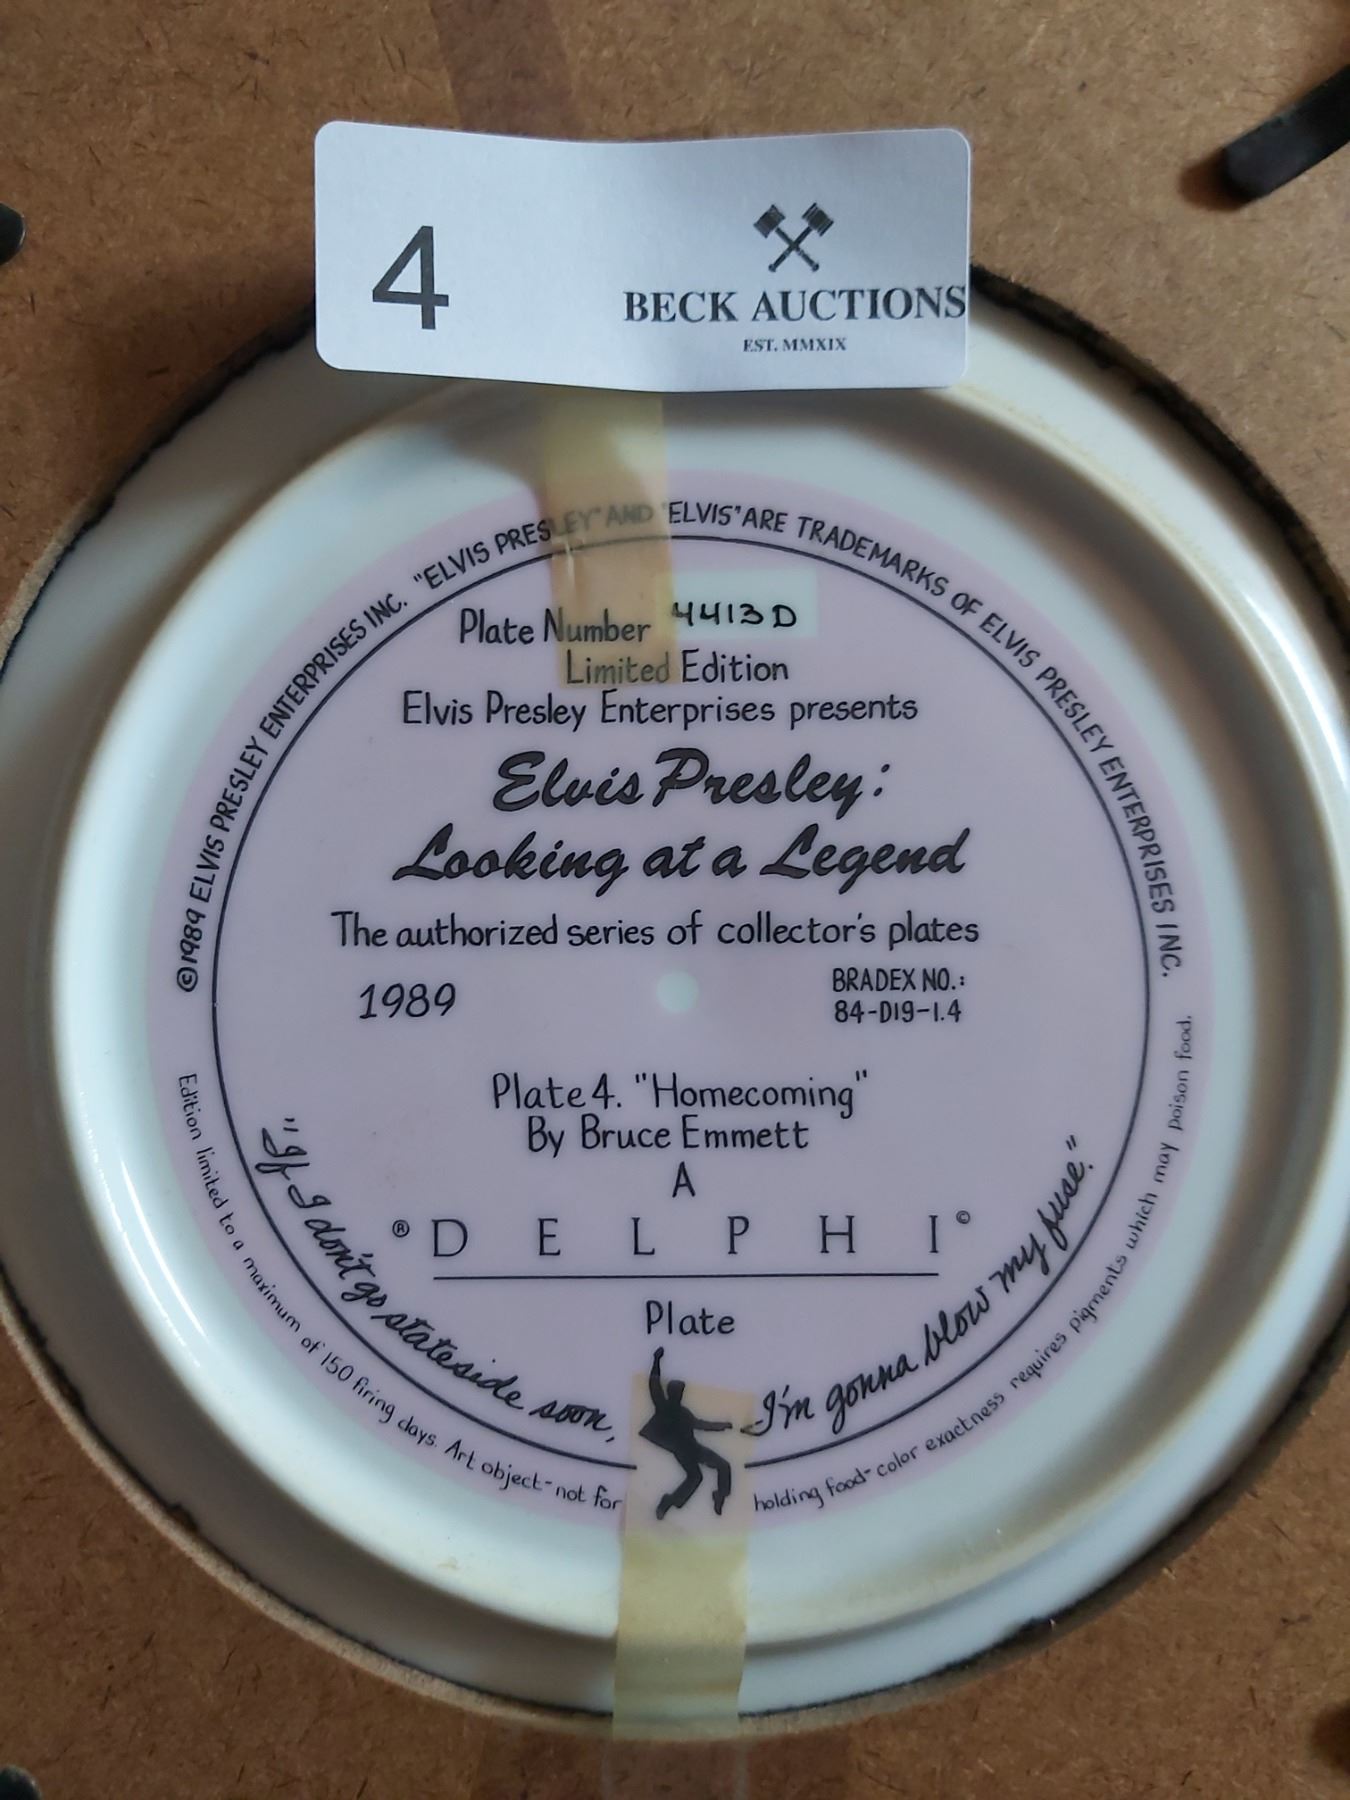 4
BECK AUCTIONS
EST. MMXIX
©1989 ELVIS PRESLEY ENTERPRISES INC. "ELVIS PRESLEY" AND "ELVIS" ARE TRADEMARKS OF ELVIS PRESLEY ENTERPRISES INC.
Plate Number 4413D
Limited Edition
Elvis Presley Enterprises presents
Elvis Presley:
Looking at a Legend
The authorized series of collector's plates
1989
BRADEX NO.:
84-D19-1.4
Plate 4. "Homecoming"
By Bruce Emmett
A
® DELPHI ©
Plate
"If I don't go stateside soon, I'm gonna blow my fuse."
Edition limited to a maximum of 150 firing days. Art object-not for holding food-color exactness requires pigments which may poison food.